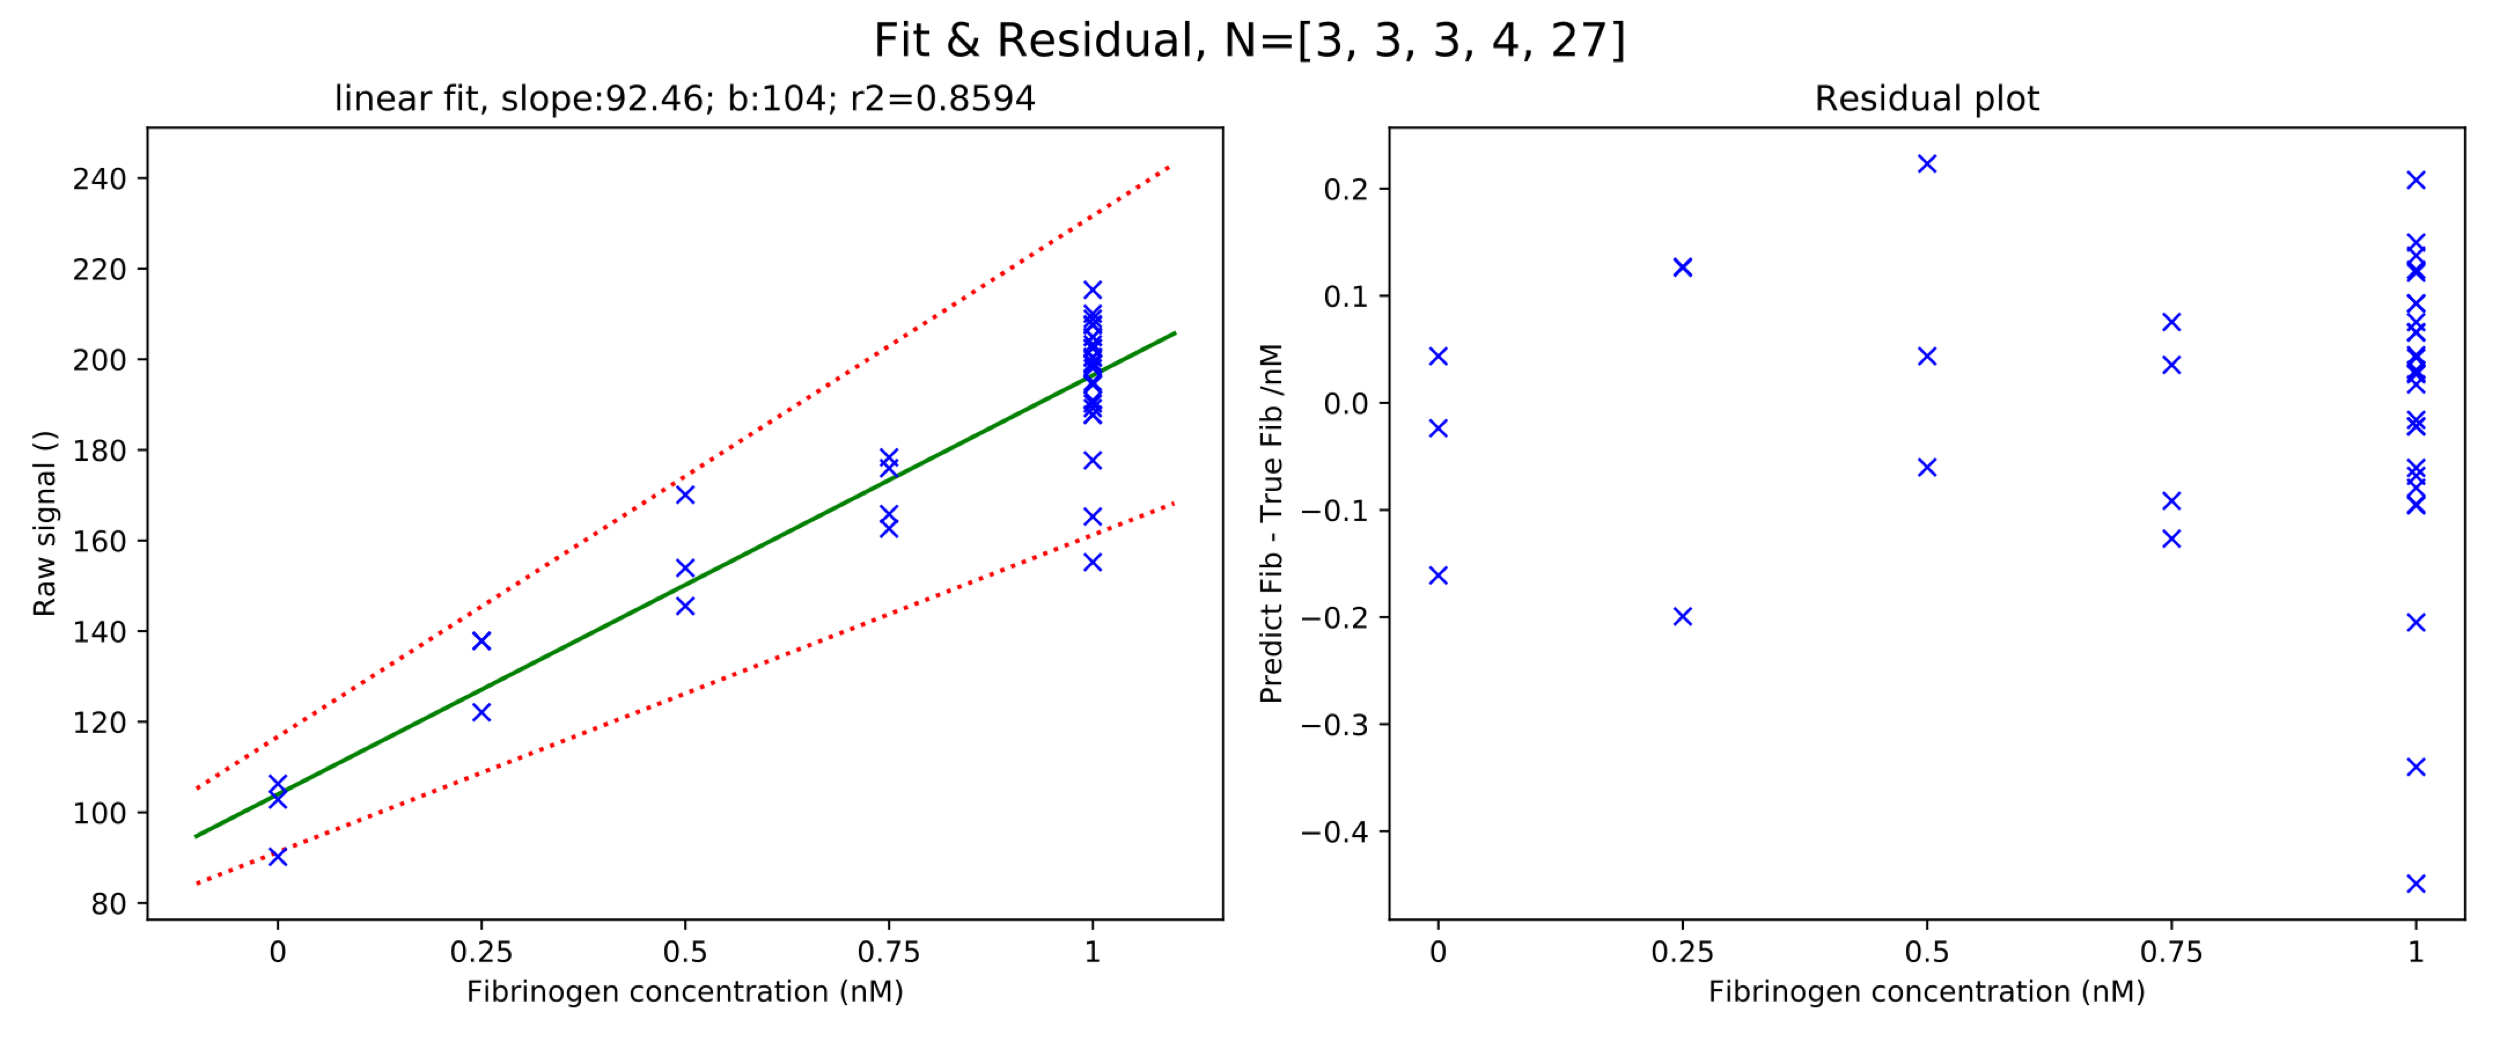 Fit & Residual, N=[3, 3, 3, 4, 27]
linear fit, slope:92.46; b:104; r2=0.8594
Raw signal ()
240
220
200
180
160
140
120
100
80
0 0.25 0.5 0.75 1
Fibrinogen concentration (nM)
Residual plot
Predict Fib - True Fib /nM
0.2
0.1
0.0
−0.1
−0.2
−0.3
−0.4
0 0.25 0.5 0.75 1
Fibrinogen concentration (nM)